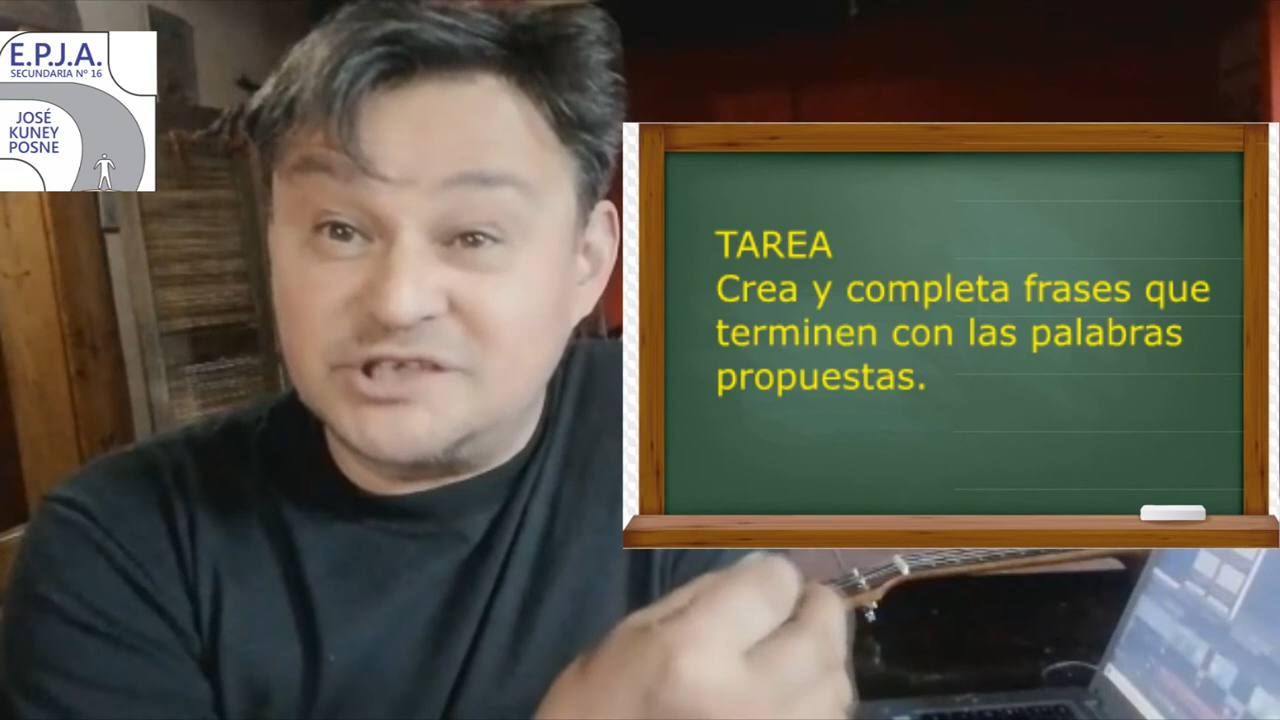 E.P.J.A.
SECUNDARIA Nº 16
JOSÉ
KUNEY
POSNE
TAREA
Crea y completa frases que
terminen con las palabras
propuestas.